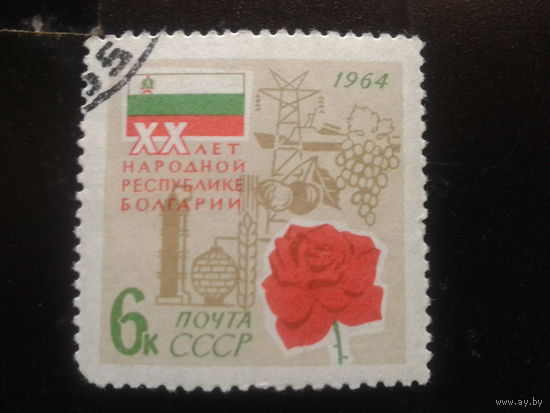 1964
XX ЛЕТ
НАРОДНОЙ
РЕСПУБЛИКЕ
БОЛГАРИИ
6К ПОЧТА
СССР
www.ay.by